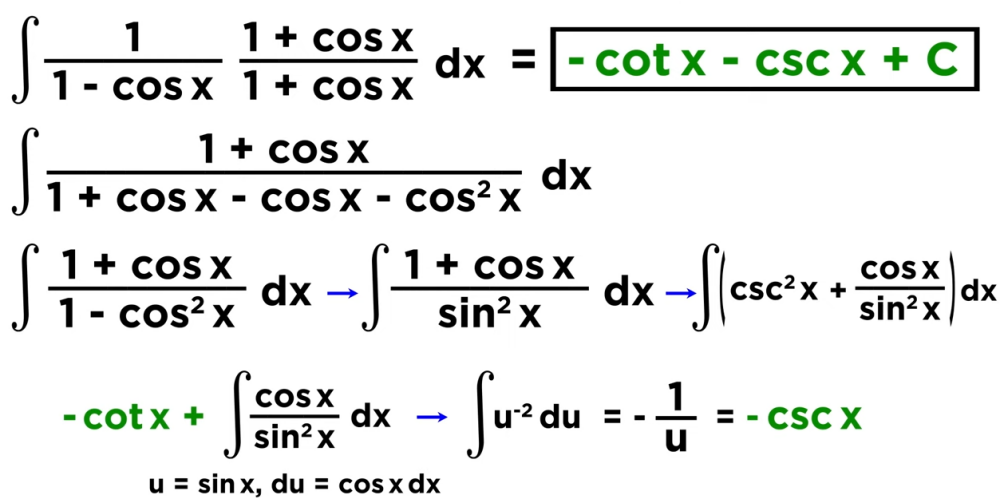 ∫ 1/(1 - cos x) (1 + cos x)/(1 + cos x) dx = - cot x - csc x + C
∫ (1 + cos x)/(1 + cos x - cos x - cos² x) dx
∫ (1 + cos x)/(1 - cos² x) dx → ∫ (1 + cos x)/(sin² x) dx → ∫ (csc² x + cos x/sin² x) dx
- cot x + ∫ cos x/sin² x dx → ∫ u⁻² du = - 1/u = - csc x
u = sin x, du = cos x dx